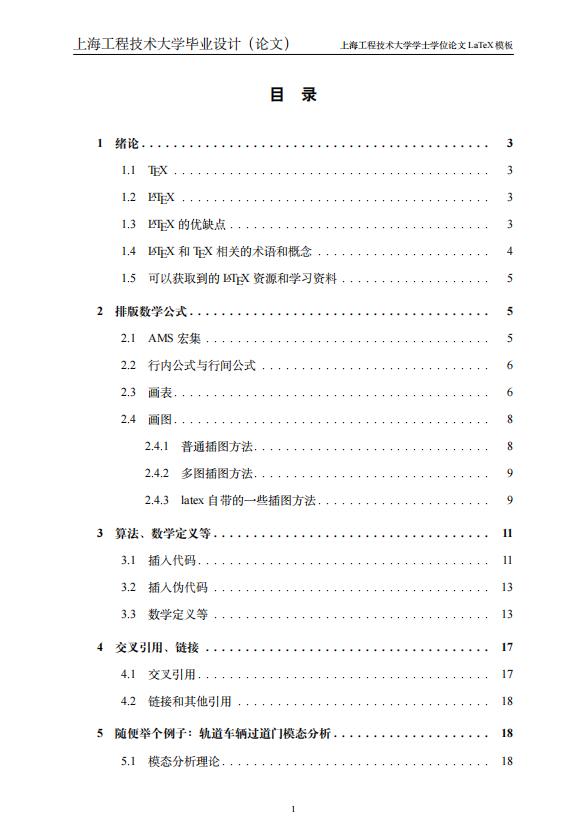 上海工程技术大学毕业设计（论文） 上海工程技术大学学士学位论文 LaTeX 模板
目 录
1 绪论 . . . . . . . . . . . . . . . . . . . . 3
1.1 TEX . . . . . . . . . . . . . . . . . . . . 3
1.2 LATEX . . . . . . . . . . . . . . . . . . . . 3
1.3 LATEX 的优缺点 . . . . . . . . . . . . . . . . . . . . 3
1.4 LATEX 和 TEX 相关的术语和概念 . . . . . . . . . . . . . . . . . . . . 4
1.5 可以获取到的 LATEX 资源和学习资料 . . . . . . . . . . . . . . . . . . . . 5
2 排版数学公式 . . . . . . . . . . . . . . . . . . . . 5
2.1 AMS 宏集 . . . . . . . . . . . . . . . . . . . . 5
2.2 行内公式与行间公式 . . . . . . . . . . . . . . . . . . . . 6
2.3 画表 . . . . . . . . . . . . . . . . . . . . 6
2.4 画图 . . . . . . . . . . . . . . . . . . . . 8
2.4.1 普通插图方法 . . . . . . . . . . . . . . . . . . . . 8
2.4.2 多图插图方法 . . . . . . . . . . . . . . . . . . . . 9
2.4.3 latex 自带的一些插图方法 . . . . . . . . . . . . . . . . . . . . 9
3 算法、数学定义等 . . . . . . . . . . . . . . . . . . . . 11
3.1 插入代码 . . . . . . . . . . . . . . . . . . . . 11
3.2 插入伪代码 . . . . . . . . . . . . . . . . . . . . 13
3.3 数学定义等 . . . . . . . . . . . . . . . . . . . . 13
4 交叉引用、链接 . . . . . . . . . . . . . . . . . . . . 17
4.1 交叉引用 . . . . . . . . . . . . . . . . . . . . 17
4.2 链接和其他引用 . . . . . . . . . . . . . . . . . . . . 18
5 随便举个例子：轨道车辆过道门模态分析 . . . . . . . . . . . . . . . . . . . . 18
5.1 模态分析理论 . . . . . . . . . . . . . . . . . . . . 18
1